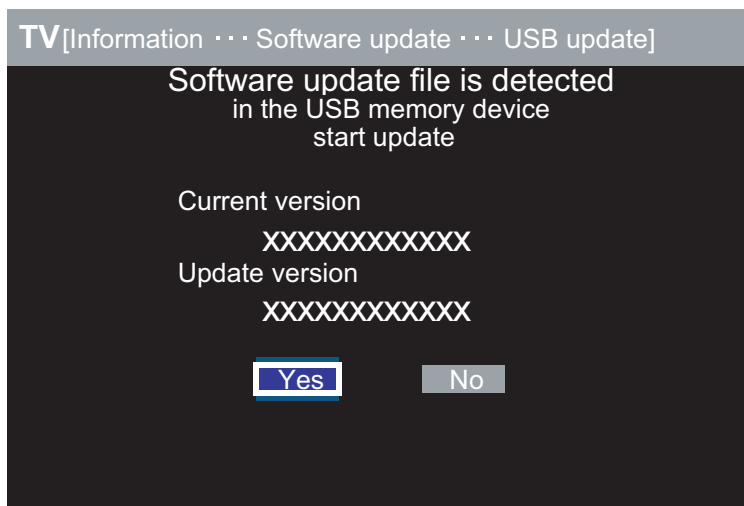 TV[Information ··· Software update ··· USB update]
Software update file is detected
in the USB memory device
start update
Current version
xxxxxxxxxxxx
Update version
xxxxxxxxxxxx
Yes No